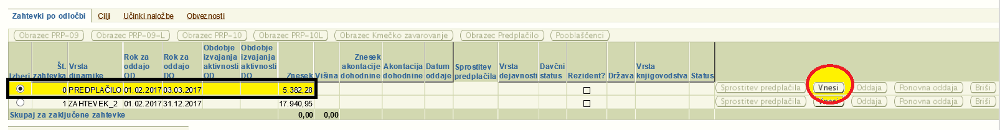 Zahtevki po odločbi Cilji Učinki naložbe Obveznosti
Obrazec PRP-09 Obrazec PRP-09-L Obrazec PRP-10 Obrazec PRP-10L Obrazec Kmečko zavarovanje Obrazec Predplačilo Pooblaščenci
Izberi Št. zahtevka Vrsta dinamike Rok za oddajo OD Rok za oddajo DO Obdobje izvajanja aktivnosti OD Obdobje izvajanja aktivnosti DO Znesek Višina Znesek akontacije dohodnine Akontacija dohodnine Datum oddaje Sprostitev predplačila Vrsta dejavnosti Davčni status Rezident? Država Vrsta knjigovodstva Status
0 PREDPLAČILO 01.02.2017 03.03.2017 5.382,28 Sprostitev predplačila Vnesi Oddaja Ponovna oddaja Briši
1 ZAHTEVEK_2 01.02.2017 31.12.2017 17.940,95 Sprostitev predplačila Vnesi Oddaja Ponovna oddaja Briši
Skupaj za zaključene zahtevke 0,00 0,00